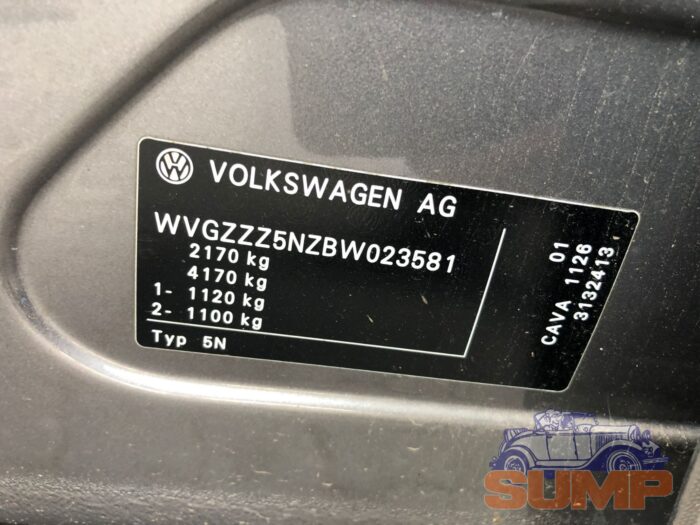 VOLKSWAGEN AG
WVGZZZ5NZBW023581
2170 kg
4170 kg
1- 1120 kg
2- 1100 kg
Typ 5N
01
CAVA 1126
3132413
SUMP